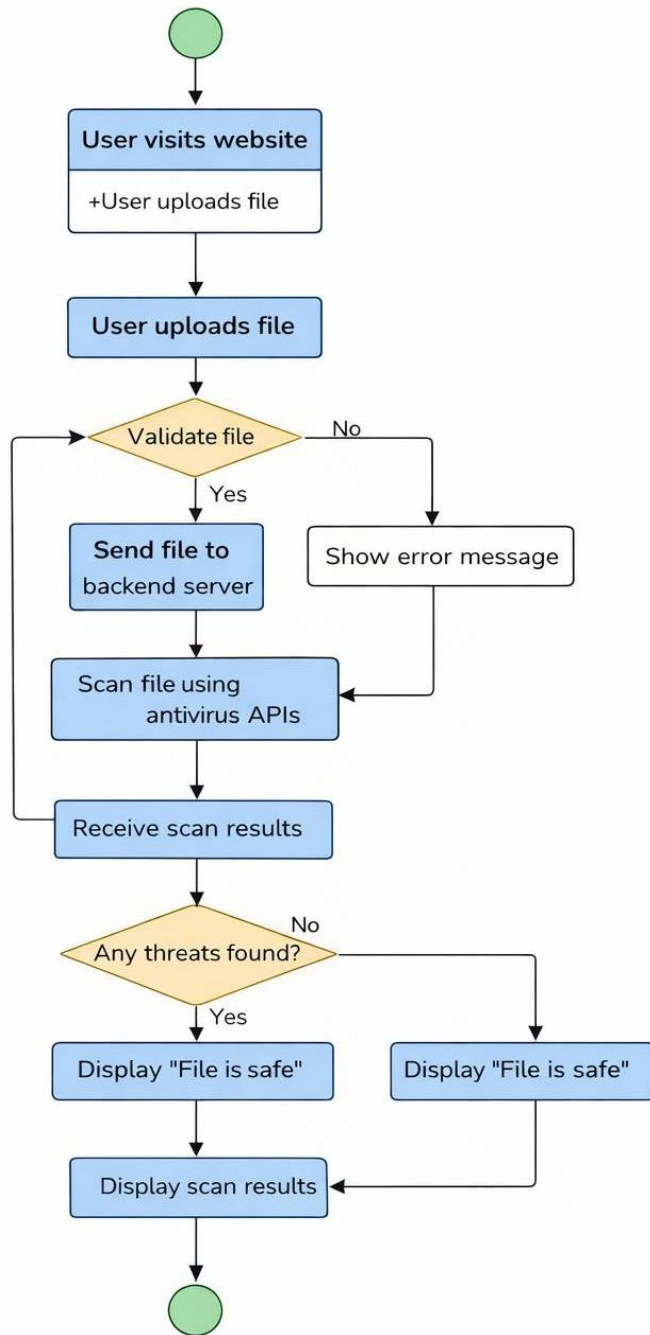 User visits website
+User uploads file
User uploads file
Validate file
No
Yes
Send file to
backend server
Show error message
Scan file using
antivirus APIs
Receive scan results
No
Any threats found?
Yes
Display "File is safe"
Display "File is safe"
Display scan results